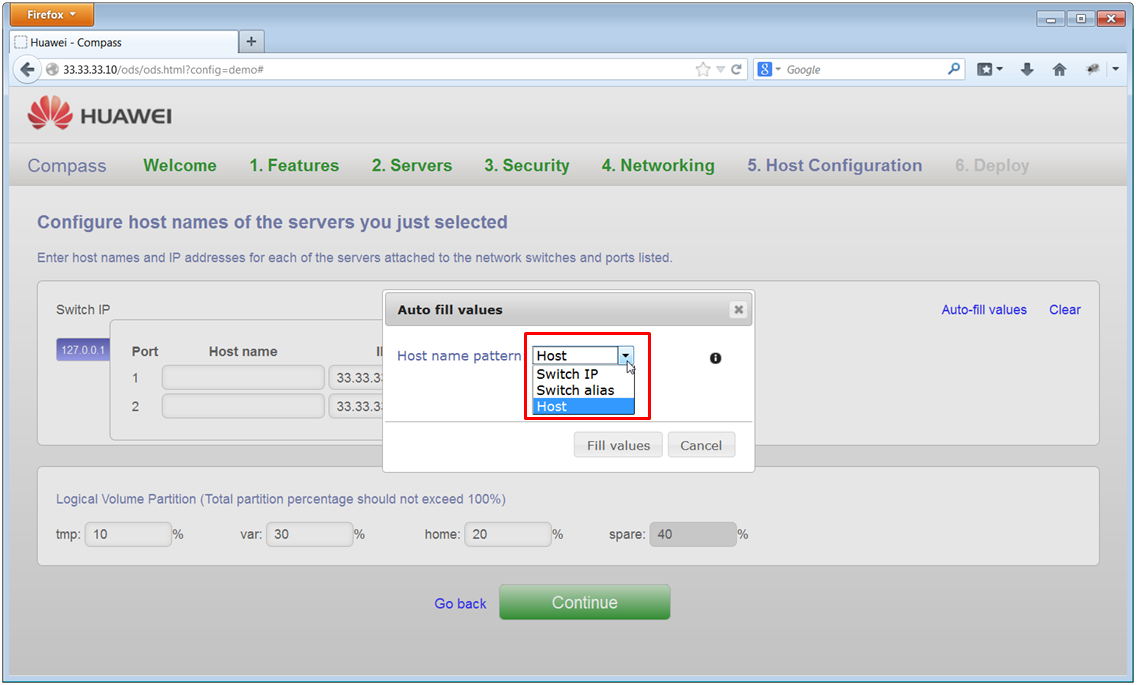 Firefox
Huawei - Compass
33.33.33.10/ods/ods.html?config=demo#
Google
HUAWEI
Compass Welcome 1. Features 2. Servers 3. Security 4. Networking 5. Host Configuration 6. Deploy
Configure host names of the servers you just selected
Enter host names and IP addresses for each of the servers attached to the network switches and ports listed.
Switch IP
Auto-fill values Clear
127.0.0.1
Port Host name
1 33.33.3
2 33.33.3
Auto fill values
Host name pattern Host
Switch IP
Switch alias
Host
Fill values Cancel
Logical Volume Partition (Total partition percentage should not exceed 100%)
tmp: 10 % var: 30 % home: 20 % spare: 40 %
Go back Continue